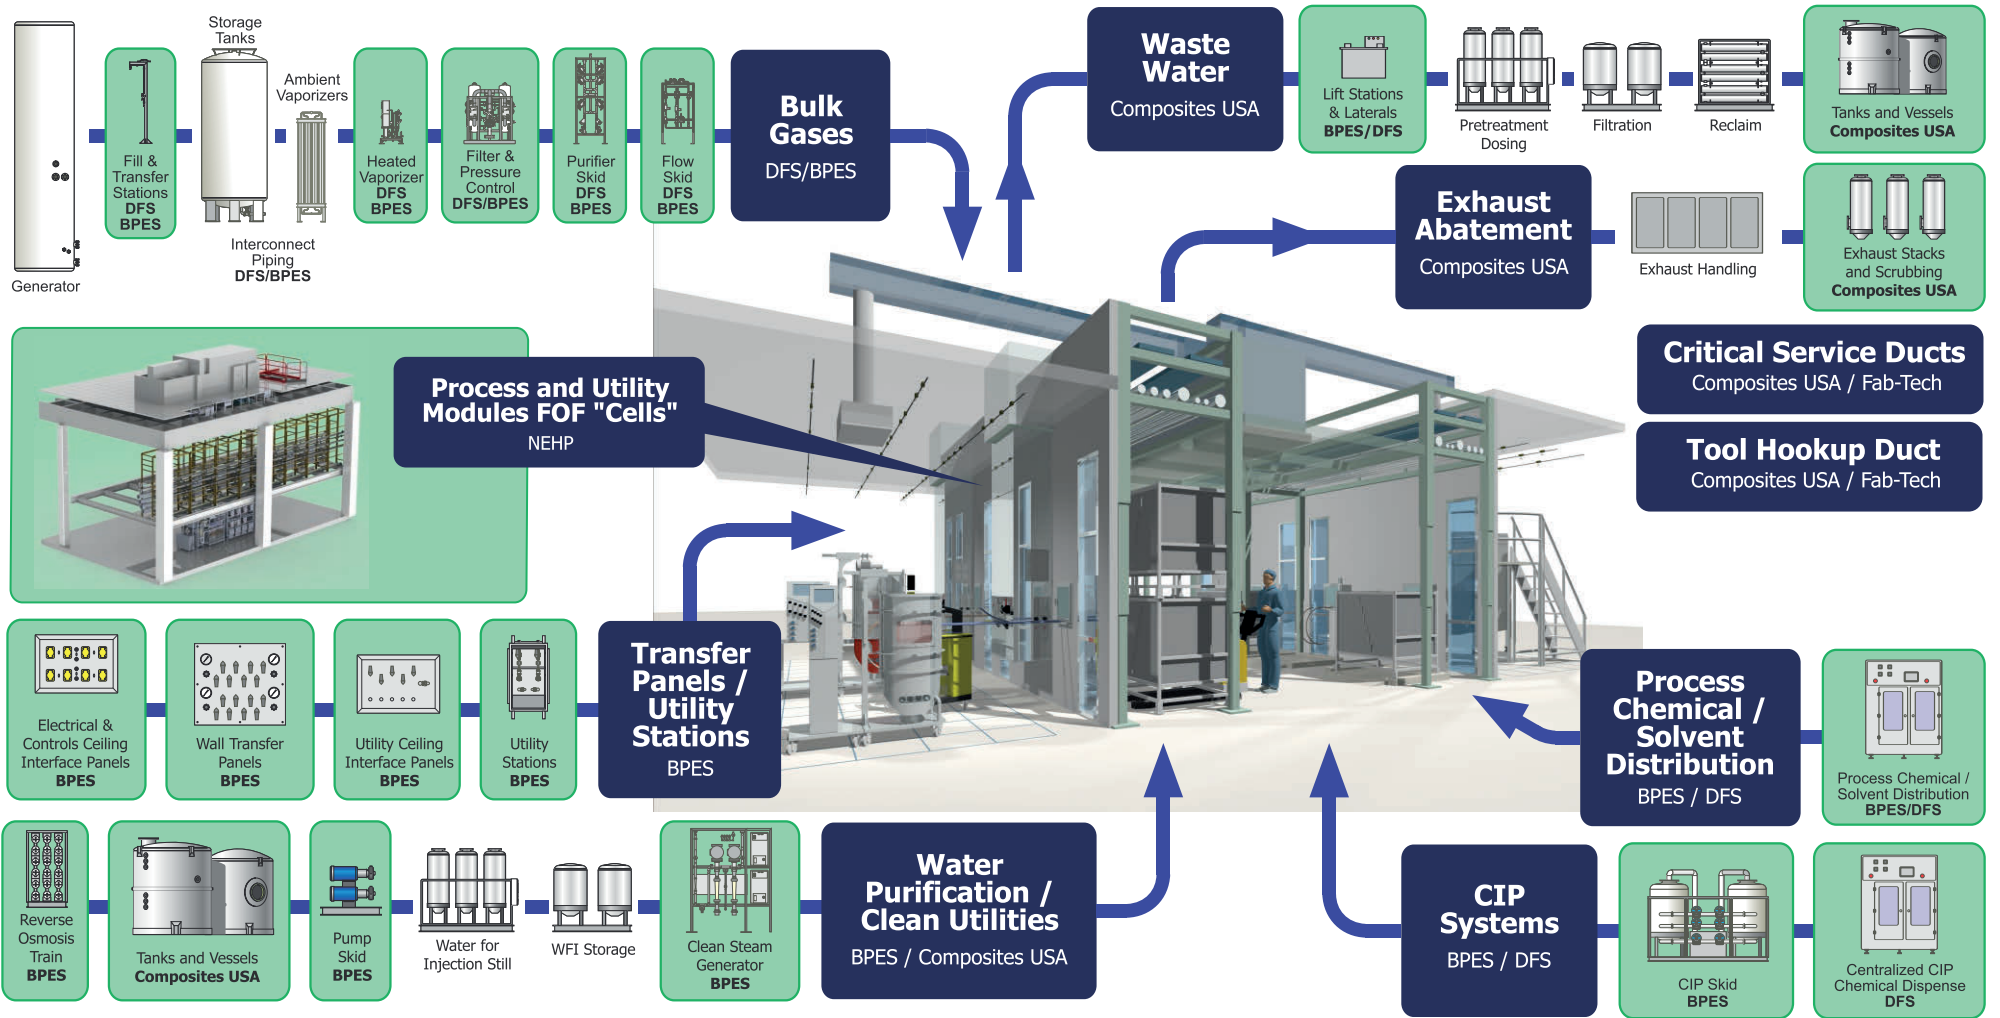 Generator
Fill &
Transfer
Stations
DFS
BPES
Storage
Tanks
Ambient
Vaporizers
Interconnect
Piping
DFS/BPES
Heated
Vaporizer
DFS
BPES
Filter &
Pressure
Control
DFS/BPES
Purifier
Skid
DFS
BPES
Flow
Skid
DFS
BPES
Bulk
Gases
DFS/BPES
Waste
Water
Composites USA
Lift Stations
& Laterals
BPES/DFS
Pretreatment
Dosing
Filtration
Reclaim
Tanks and Vessels
Composites USA
Exhaust
Abatement
Composites USA
Exhaust Handling
Exhaust Stacks
and Scrubbing
Composites USA
Critical Service Ducts
Composites USA / Fab-Tech
Tool Hookup Duct
Composites USA / Fab-Tech
Process and Utility
Modules FOF "Cells"
NEHP
Electrical &
Controls Ceiling
Interface Panels
BPES
Wall Transfer
Panels
BPES
Utility Ceiling
Interface Panels
BPES
Utility
Stations
BPES
Transfer
Panels /
Utility
Stations
BPES
Process
Chemical /
Solvent
Distribution
BPES / DFS
Process Chemical /
Solvent Distribution
BPES/DFS
Reverse
Osmosis
Train
BPES
Tanks and Vessels
Composites USA
Pump
Skid
BPES
Water for
Injection Still
WFI Storage
Clean Steam
Generator
BPES
Water
Purification /
Clean Utilities
BPES / Composites USA
CIP
Systems
BPES / DFS
CIP Skid
BPES
Centralized CIP
Chemical Dispense
DFS